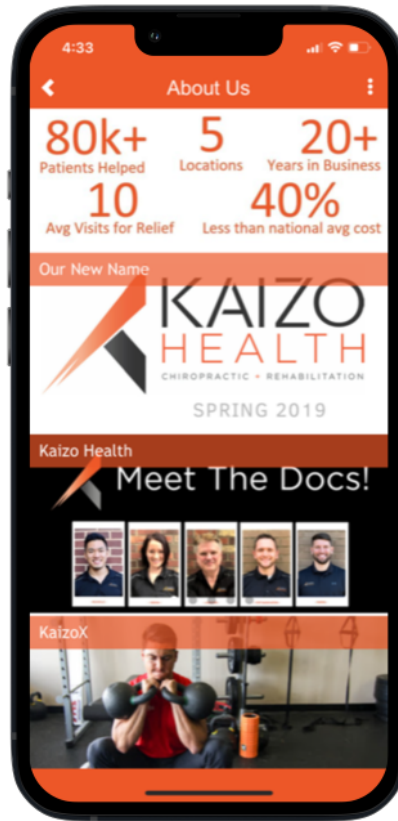 4:33
About Us
80k+ 5 20+
Patients Helped Locations Years in Business
10 40%
Avg Visits for Relief Less than national avg cost
Our New Name
KAIZO
HEALTH
CHIROPRACTIC + REHABILITATION
SPRING 2019
Kaizo Health
Meet The Docs!
KaizoX